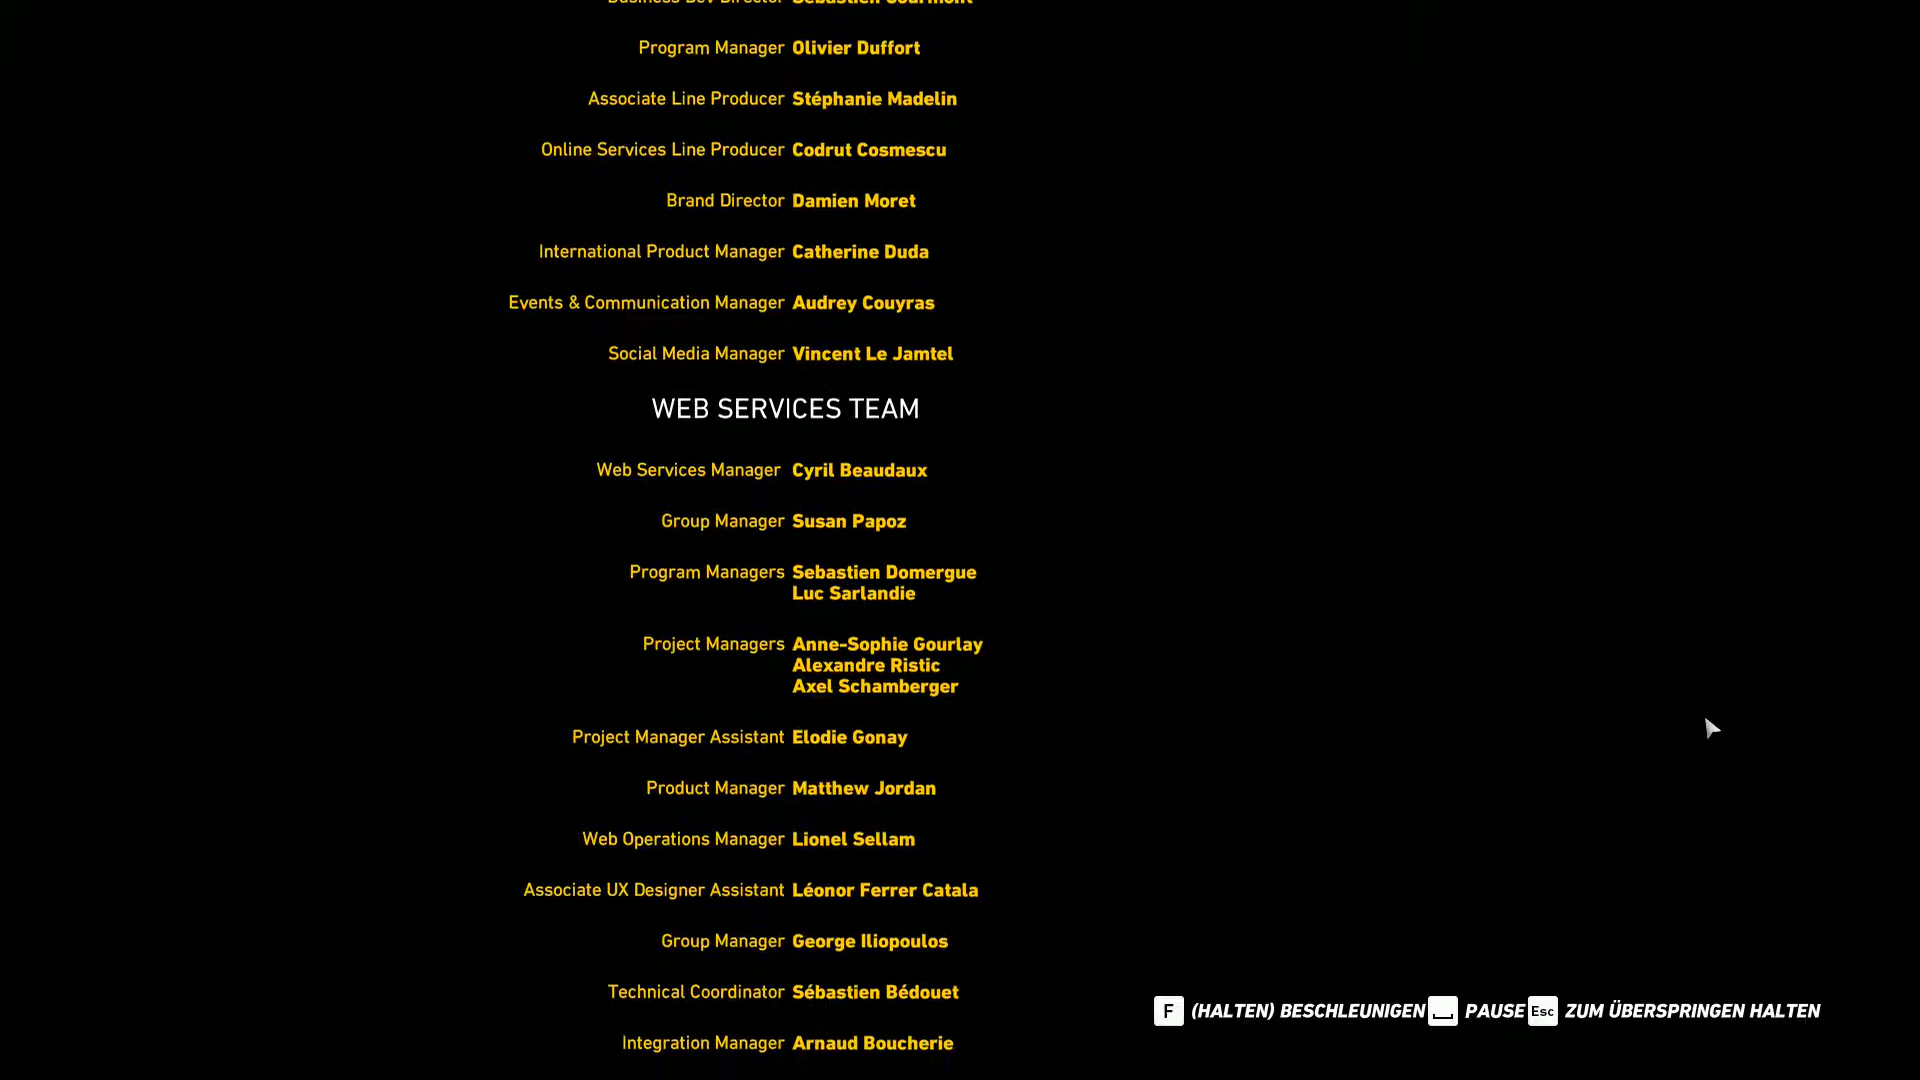 Business Dev Director Sébastien Gourmont
Program Manager Olivier Duffort
Associate Line Producer Stéphanie Madelin
Online Services Line Producer Codrut Cosmescu
Brand Director Damien Moret
International Product Manager Catherine Duda
Events & Communication Manager Audrey Couyras
Social Media Manager Vincent Le Jamtel
WEB SERVICES TEAM
Web Services Manager Cyril Beaudaux
Group Manager Susan Papoz
Program Managers Sebastien Domergue
Luc Sarlandie
Project Managers Anne-Sophie Gourlay
Alexandre Ristic
Axel Schamberger
Project Manager Assistant Elodie Gonay
Product Manager Matthew Jordan
Web Operations Manager Lionel Sellam
Associate UX Designer Assistant Léonor Ferrer Catala
Group Manager George Iliopoulos
Technical Coordinator Sébastien Bédouet
Integration Manager Arnaud Boucherie
F (HALTEN) BESCHLEUNIGEN PAUSE Esc ZUM ÜBERSPRINGEN HALTEN